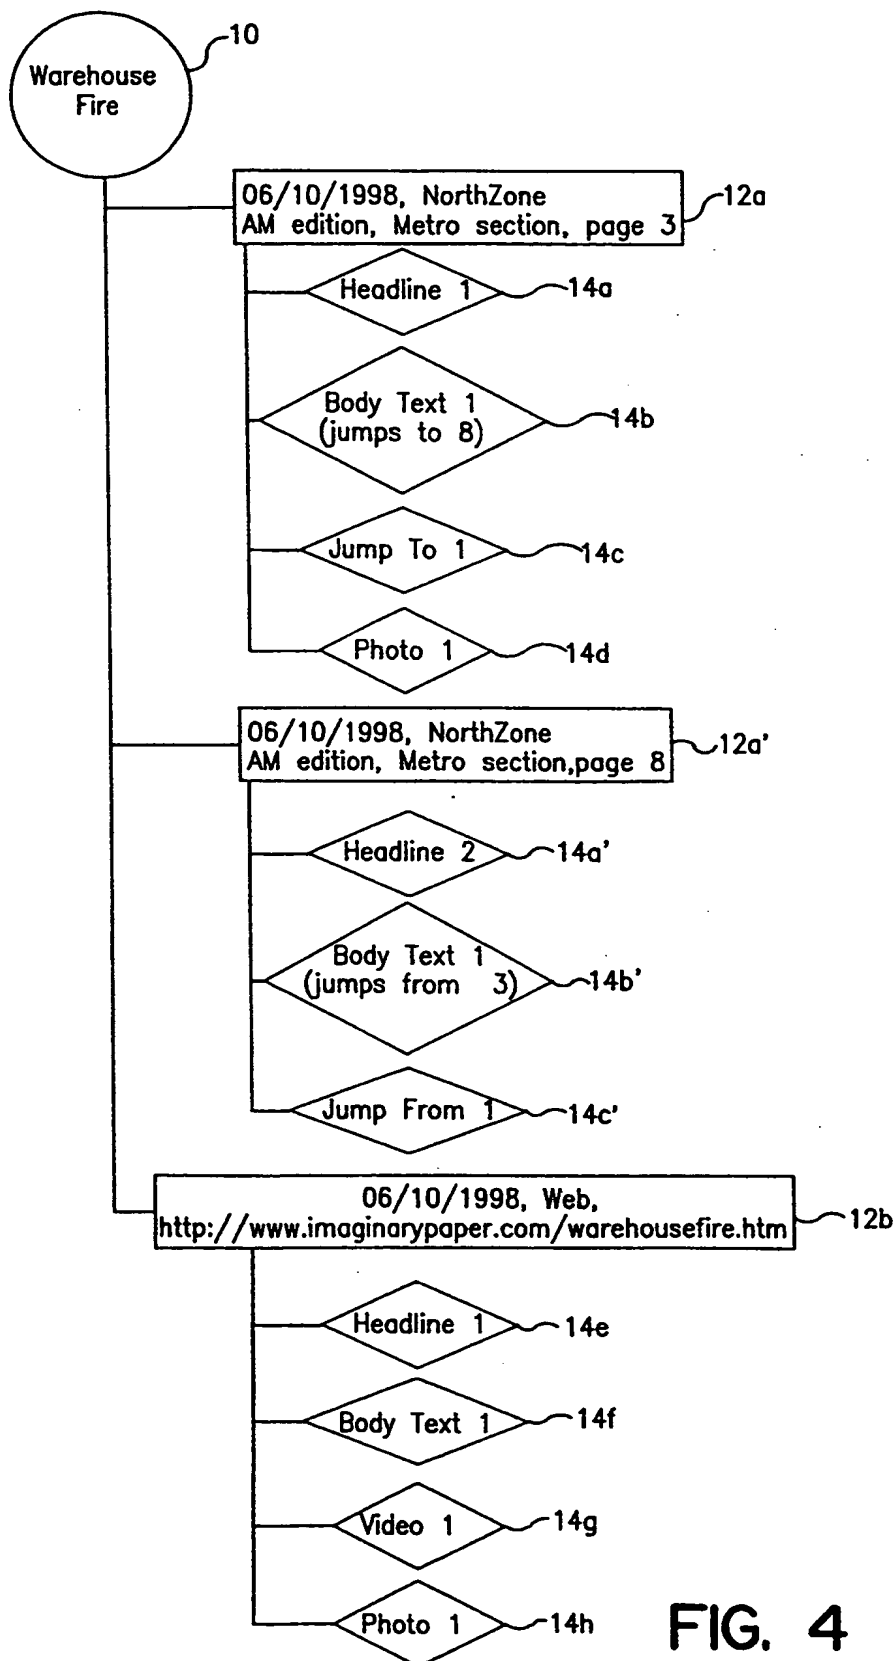 10
Warehouse
Fire
06/10/1998, NorthZone
AM edition, Metro section, page 3
12a
Headline 1
14a
Body Text 1
(jumps to 8)
14b
Jump To 1
14c
Photo 1
14d
06/10/1998, NorthZone
AM edition, Metro section,page 8
12a'
Headline 2
14a'
Body Text 1
(jumps from 3)
14b'
Jump From 1
14c'
06/10/1998, Web,
http://www.imaginarypaper.com/warehousefire.htm
12b
Headline 1
14e
Body Text 1
14f
Video 1
14g
Photo 1
14h
FIG. 4